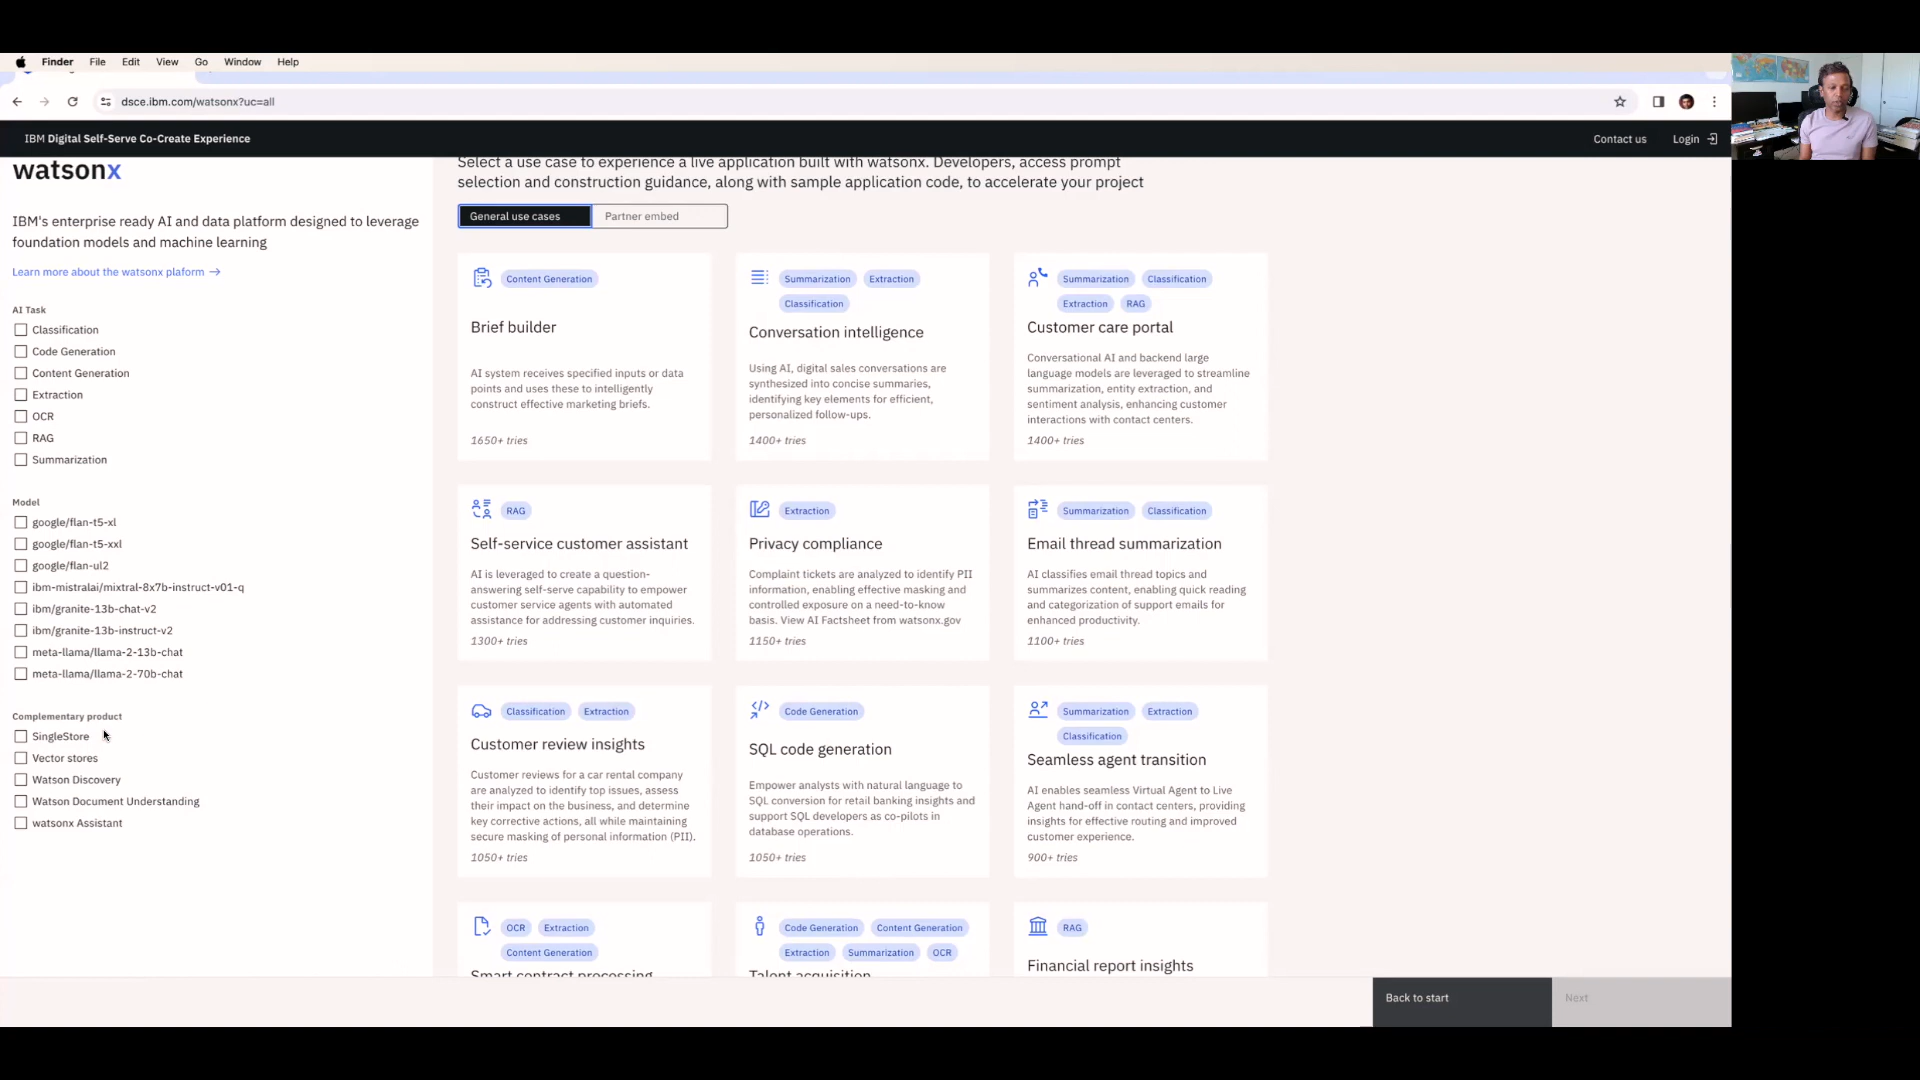 Finder File Edit View Go Window Help
dsce.ibm.com/watsonx?uc=all
IBM Digital Self-Serve Co-Create Experience
Contact us
Login
watsonx
IBM's enterprise ready AI and data platform designed to leverage
foundation models and machine learning
Learn more about the watsonx plaform →
AI Task
Classification
Code Generation
Content Generation
Extraction
OCR
RAG
Summarization
Model
google/flan-t5-xl
google/flan-t5-xxl
google/flan-ul2
ibm-mistralai/mixtral-8x7b-instruct-v01-q
ibm/granite-13b-chat-v2
ibm/granite-13b-instruct-v2
meta-llama/llama-2-13b-chat
meta-llama/llama-2-70b-chat
Complementary product
SingleStore
Vector stores
Watson Discovery
Watson Document Understanding
watsonx Assistant
Select a use case to experience a live application built with watsonx. Developers, access prompt
selection and construction guidance, along with sample application code, to accelerate your project
General use cases
Partner embed
Content Generation
Brief builder
AI system receives specified inputs or data
points and uses these to intelligently
construct effective marketing briefs.
1650+ tries
Summarization Extraction
Classification
Conversation intelligence
Using AI, digital sales conversations are
synthesized into concise summaries,
identifying key elements for efficient,
personalized follow-ups.
1400+ tries
Summarization Classification
Extraction RAG
Customer care portal
Conversational AI and backend large
language models are leveraged to streamline
summarization, entity extraction, and
sentiment analysis, enhancing customer
interactions with contact centers.
1400+ tries
RAG
Self-service customer assistant
AI is leveraged to create a question-
answering self-serve capability to empower
customer service agents with automated
assistance for addressing customer inquiries.
1300+ tries
Extraction
Privacy compliance
Complaint tickets are analyzed to identify PII
information, enabling effective masking and
controlled exposure on a need-to-know
basis. View AI Factsheet from watsonx.gov
1150+ tries
Summarization Classification
Email thread summarization
AI classifies email thread topics and
summarizes content, enabling quick reading
and categorization of support emails for
enhanced productivity.
1100+ tries
Classification Extraction
Customer review insights
Customer reviews for a car rental company
are analyzed to identify top issues, assess
their impact on the business, and determine
key corrective actions, all while maintaining
secure masking of personal information (PII).
1050+ tries
Code Generation
SQL code generation
Empower analysts with natural language to
SQL conversion for retail banking insights and
support SQL developers as co-pilots in
database operations.
1050+ tries
Summarization Extraction
Classification
Seamless agent transition
AI enables seamless Virtual Agent to Live
Agent hand-off in contact centers, providing
insights for effective routing and improved
customer experience.
900+ tries
OCR Extraction
Content Generation
Smart contract processing
Code Generation Content Generation
Extraction Summarization OCR
Talent acquisition
RAG
Financial report insights
Back to start
Next